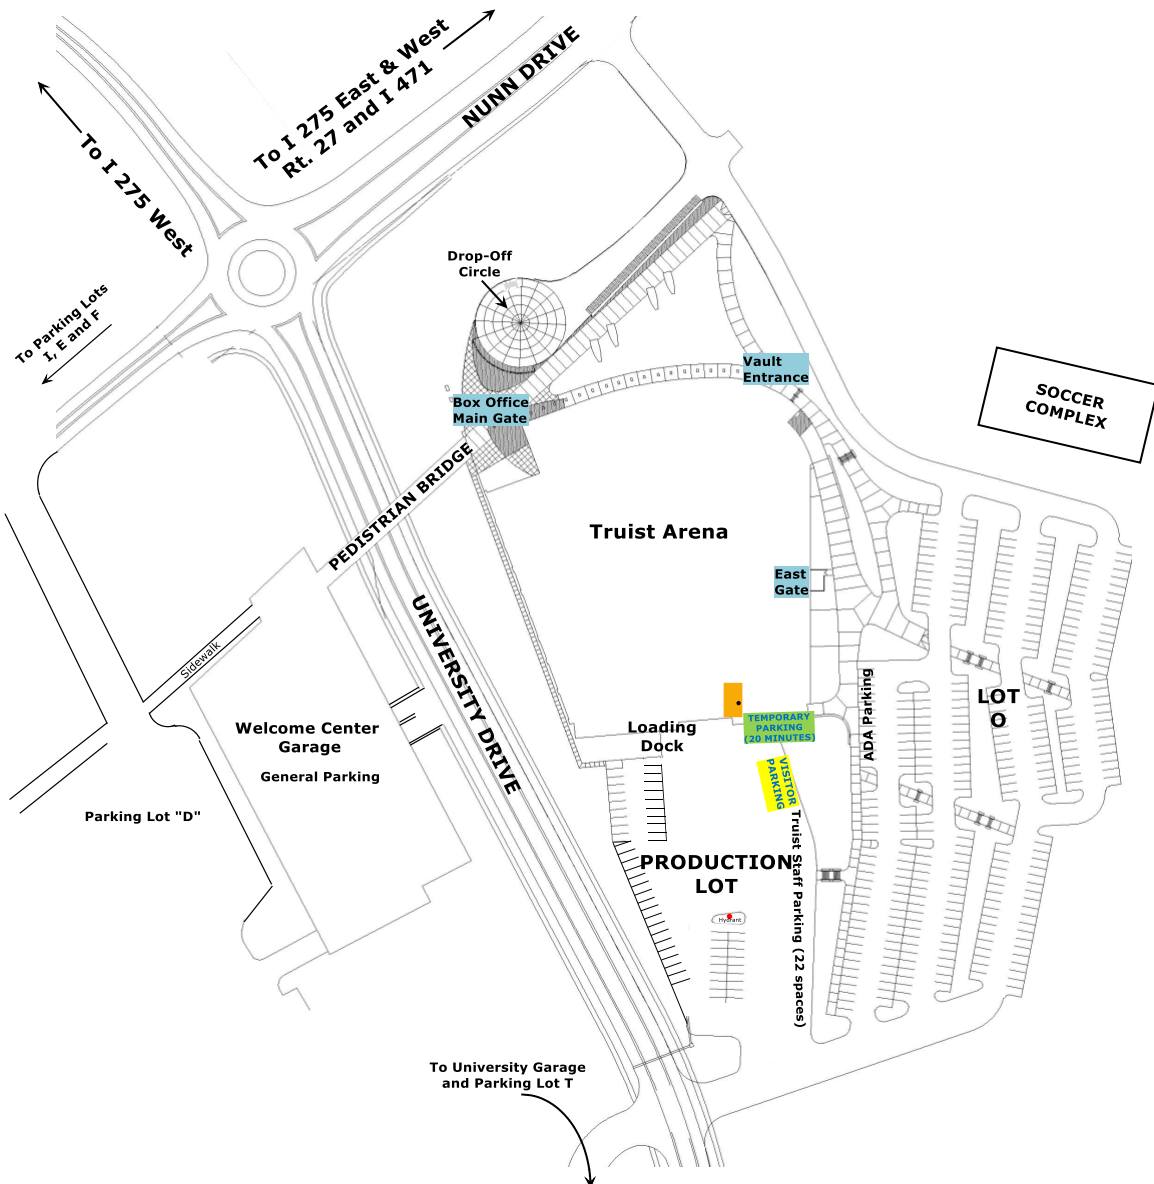 To I 275 East & West
Rt. 27 and I 471
NUNN DRIVE
To I 275 West
Drop-Off
Circle
To Parking Lots
I, E and F
Vault
Entrance
Box Office
Main Gate
SOCCER
COMPLEX
PEDISTRIAN BRIDGE
Truist Arena
East
Gate
UNIVERSITY DRIVE
Sidewalk
Welcome Center
Garage
General Parking
Parking Lot "D"
Loading
Dock
TEMPORARY
PARKING
(20 MINUTES)
VISITOR
PARKING
ADA Parking
LOT
O
PRODUCTION
LOT
Truist Staff Parking (22 spaces)
Hydrant
To University Garage
and Parking Lot T